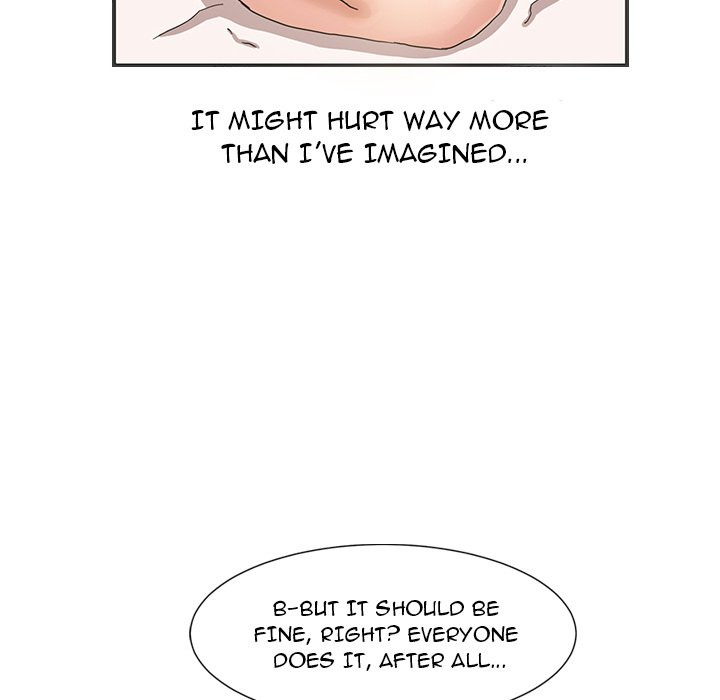 IT MIGHT HURT WAY MORE
THAN I'VE IMAGINED...
B-BUT IT SHOULD BE
FINE, RIGHT? EVERYONE
DOES IT, AFTER ALL...